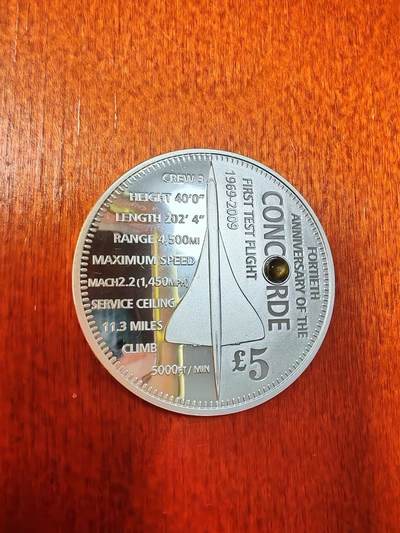 CREW 3
HEIGHT 40'0"
LENGTH 202' 4"
RANGE 4,500MI
MAXIMUM SPEED
MACH2.2 (1,450MPH)
SERVICE CEILING
11.3 MILES
CLIMB
5000FT/MIN
FORTIETH
ANNIVERSARY OF THE
CONCORDE
FIRST TEST FLIGHT
1969-2009
£5